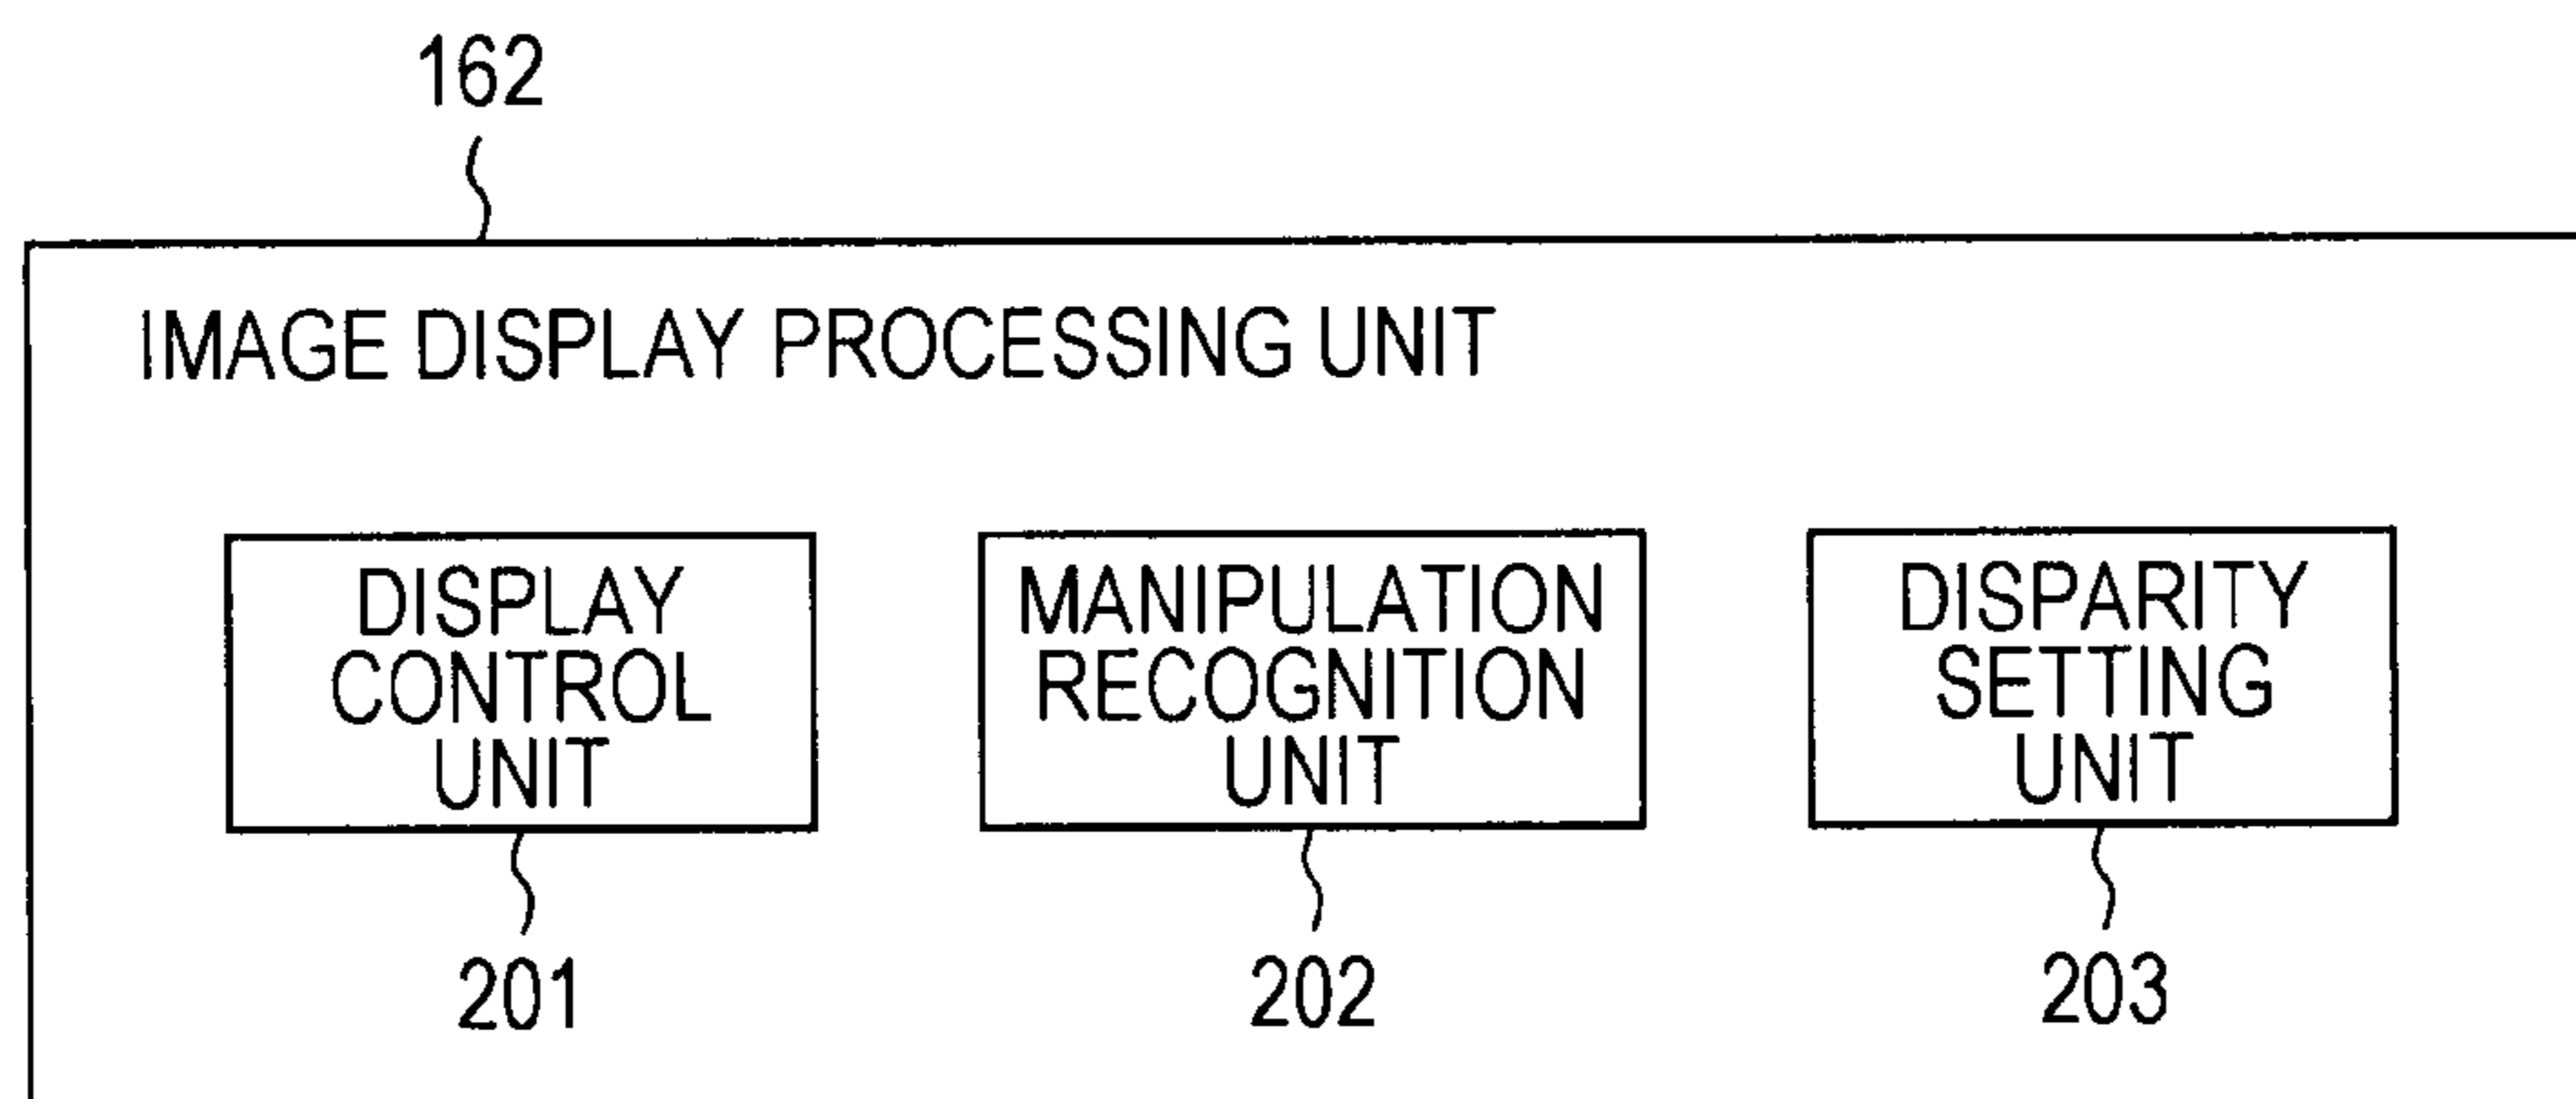 162
IMAGE DISPLAY PROCESSING UNIT
DISPLAY
CONTROL
UNIT
MANIPULATION
RECOGNITION
UNIT
DISPARITY
SETTING
UNIT
201
202
203